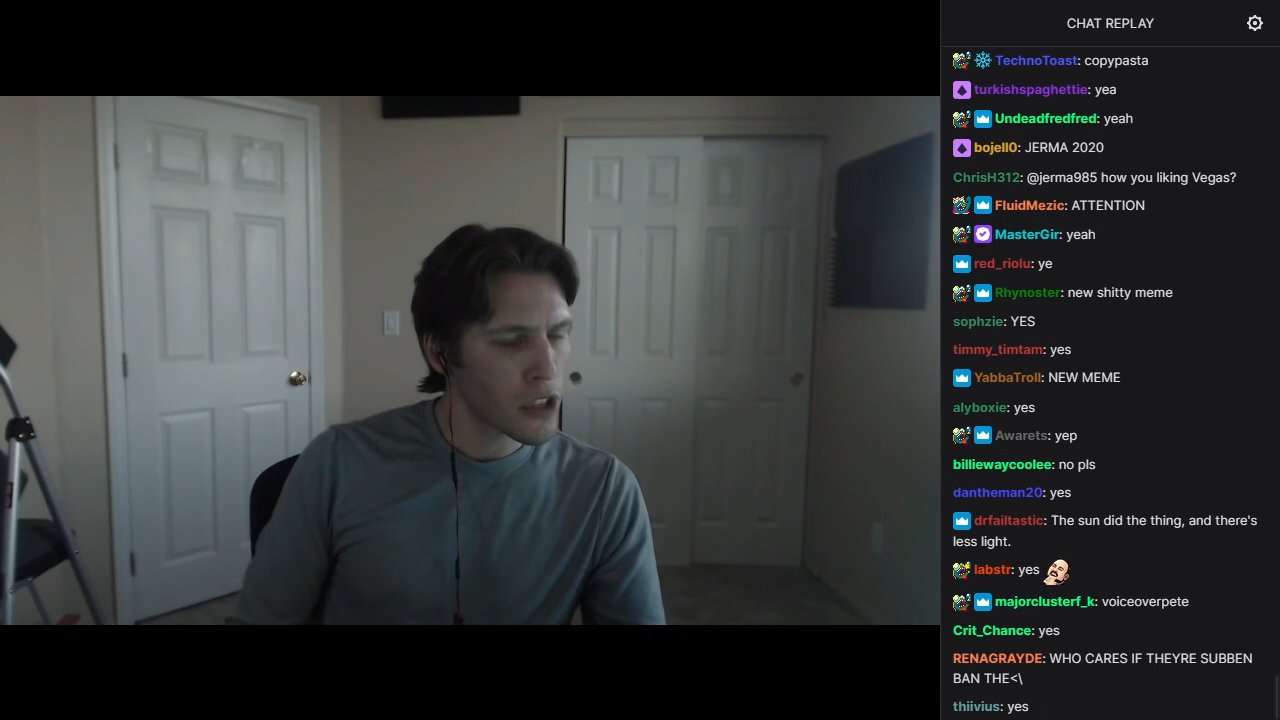 CHAT REPLAY
TechnoToast: copypasta
turkishspaghettie: yea
Undeadfredfred: yeah
bojell0: JERMA 2020
ChrisH312: @jerma985 how you liking Vegas?
FluidMezic: ATTENTION
MasterGir: yeah
red_riolu: ye
Rhynoster: new shitty meme
sophzie: YES
timmy_timtam: yes
YabbaTroll: NEW MEME
alyboxie: yes
Awarets: yep
billiewaycoolee: no pls
dantheman20: yes
drfailtastic: The sun did the thing, and there's
less light.
labstr: yes
majorclusterf_k: voiceoverpete
Crit_Chance: yes
RENAGRAYDE: WHO CARES IF THEYRE SUBBEN
BAN THE<\
thiivius: yes